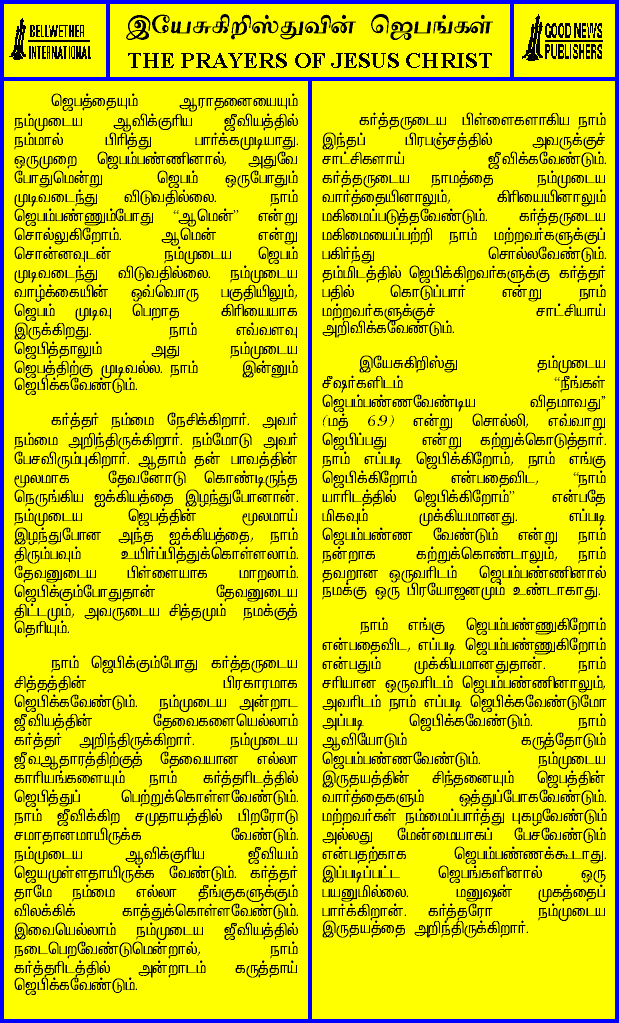 BELLWETHER
INTERNATIONAL
இயேசுகிறிஸ்துவின் ஜெபங்கள்
THE PRAYERS OF JESUS CHRIST
GOOD NEWS
PUBLISHERS
ஜெபத்தையும் ஆராதனையையும்
நம்முடைய ஆவிக்குரிய ஜீவியத்தில்
நம்மால் பிரித்து பார்க்கமுடியாது.
ஒருமுறை ஜெபம்பண்ணினால், அதுவே
போதுமென்று ஜெபம் ஒருபோதும்
முடிவடைந்து விடுவதில்லை. நாம்
ஜெபம்பண்ணும்போது “ஆமென்” என்று
சொல்லுகிறோம். ஆமென் என்று
சொன்னவுடன் நம்முடைய ஜெபம்
முடிவடைந்து விடுவதில்லை. நம்முடைய
வாழ்க்கையின் ஒவ்வொரு பகுதியிலும்,
ஜெபம் முடிவு பெறாத கிரியையாக
இருக்கிறது. நாம் எவ்வளவு
ஜெபித்தாலும் அது நம்முடைய
ஜெபத்திற்கு முடிவல்ல. நாம் இன்னும்
ஜெபிக்கவேண்டும்.
கர்த்தர் நம்மை நேசிக்கிறார். அவர்
நம்மை அறிந்திருக்கிறார். நம்மோடு அவர்
பேசவிரும்புகிறார். ஆதாம் தன் பாவத்தின்
மூலமாக தேவனோடு கொண்டிருந்த
நெருங்கிய ஐக்கியத்தை இழந்துபோனான்.
நம்முடைய ஜெபத்தின் மூலமாய்
இழந்துபோன அந்த ஐக்கியத்தை, நாம்
திரும்பவும் உயிர்ப்பித்துக்கொள்ளலாம்.
தேவனுடைய பிள்ளையாக மாறலாம்.
ஜெபிக்கும்போதுதான் தேவனுடைய
திட்டமும், அவருடைய சித்தமும் நமக்குத்
தெரியும்.
நாம் ஜெபிக்கும்போது கர்த்தருடைய
சித்தத்தின் பிரகாரமாக
ஜெபிக்கவேண்டும். நம்முடைய அன்றாட
ஜீவியத்தின் தேவைகளையெல்லாம்
கர்த்தர் அறிந்திருக்கிறார். நம்முடைய
ஜீவஆதாரத்திற்குத் தேவையான எல்லா
காரியங்களையும் நாம் கர்த்தரிடத்தில்
ஜெபித்துப் பெற்றுக்கொள்ளவேண்டும்.
நாம் ஜீவிக்கிற சமுதாயத்தில் பிறரோடு
சமாதானமாயிருக்க வேண்டும்.
நம்முடைய ஆவிக்குரிய ஜீவியம்
ஜெயமுள்ளதாயிருக்க வேண்டும். கர்த்தர்
தாமே நம்மை எல்லா தீங்குகளுக்கும்
விலக்கிக் காத்துக்கொள்ளவேண்டும்.
இவையெல்லாம் நம்முடைய ஜீவியத்தில்
நடைபெறவேண்டுமென்றால், நாம்
கர்த்தரிடத்தில் அன்றாடம் கருத்தாய்
ஜெபிக்கவேண்டும்.
கர்த்தருடைய பிள்ளைகளாகிய நாம்
இந்தப் பிரபஞ்சத்தில் அவருக்குச்
சாட்சிகளாய் ஜீவிக்கவேண்டும்.
கர்த்தருடைய நாமத்தை நம்முடைய
வார்த்தையினாலும், கிரியையினாலும்
மகிமைப்படுத்தவேண்டும். கர்த்தருடைய
மகிமையைப்பற்றி நாம் மற்றவர்களுக்குப்
பகிர்ந்து சொல்லவேண்டும்.
தம்மிடத்தில் ஜெபிக்கிறவர்களுக்கு கர்த்தர்
பதில் கொடுப்பார் என்று நாம்
மற்றவர்களுக்குச் சாட்சியாய்
அறிவிக்கவேண்டும்.
இயேசுகிறிஸ்து தம்முடைய
சீஷர்களிடம் “நீங்கள்
ஜெபம்பண்ணவேண்டிய விதமாவது”
(மத் 6:9) என்று சொல்லி, எவ்வாறு
ஜெபிப்பது என்று கற்றுக்கொடுத்தார்.
நாம் எப்படி ஜெபிக்கிறோம், நாம் எங்கு
ஜெபிக்கிறோம் என்பதைவிட, “நாம்
யாரிடத்தில் ஜெபிக்கிறோம்” என்பதே
மிகவும் முக்கியமானது. எப்படி
ஜெபம்பண்ண வேண்டும் என்று நாம்
நன்றாக கற்றுக்கொண்டாலும், நாம்
தவறான ஒருவரிடம் ஜெபம்பண்ணினால்
நமக்கு ஒரு பிரயோஜனமும் உண்டாகாது.
நாம் எங்கு ஜெபம்பண்ணுகிறோம்
என்பதைவிட, எப்படி ஜெபம்பண்ணுகிறோம்
என்பதும் முக்கியமானதுதான். நாம்
சரியான ஒருவரிடம் ஜெபம்பண்ணினாலும்,
அவரிடம் நாம் எப்படி ஜெபிக்கவேண்டுமோ
அப்படி ஜெபிக்கவேண்டும். நாம்
ஆவியோடும் கருத்தோடும்
ஜெபம்பண்ணவேண்டும். நம்முடைய
இருதயத்தின் சிந்தனையும் ஜெபத்தின்
வார்த்தைகளும் ஒத்துப்போகவேண்டும்.
மற்றவர்கள் நம்மைப்பார்த்து புகழவேண்டும்
அல்லது மேன்மையாகப் பேசவேண்டும்
என்பதற்காக ஜெபம்பண்ணக்கூடாது.
இப்படிப்பட்ட ஜெபங்களினால் ஒரு
பயனுமில்லை. மனுஷன் முகத்தைப்
பார்க்கிறான். கர்த்தரோ நம்முடைய
இருதயத்தை அறிந்திருக்கிறார்.